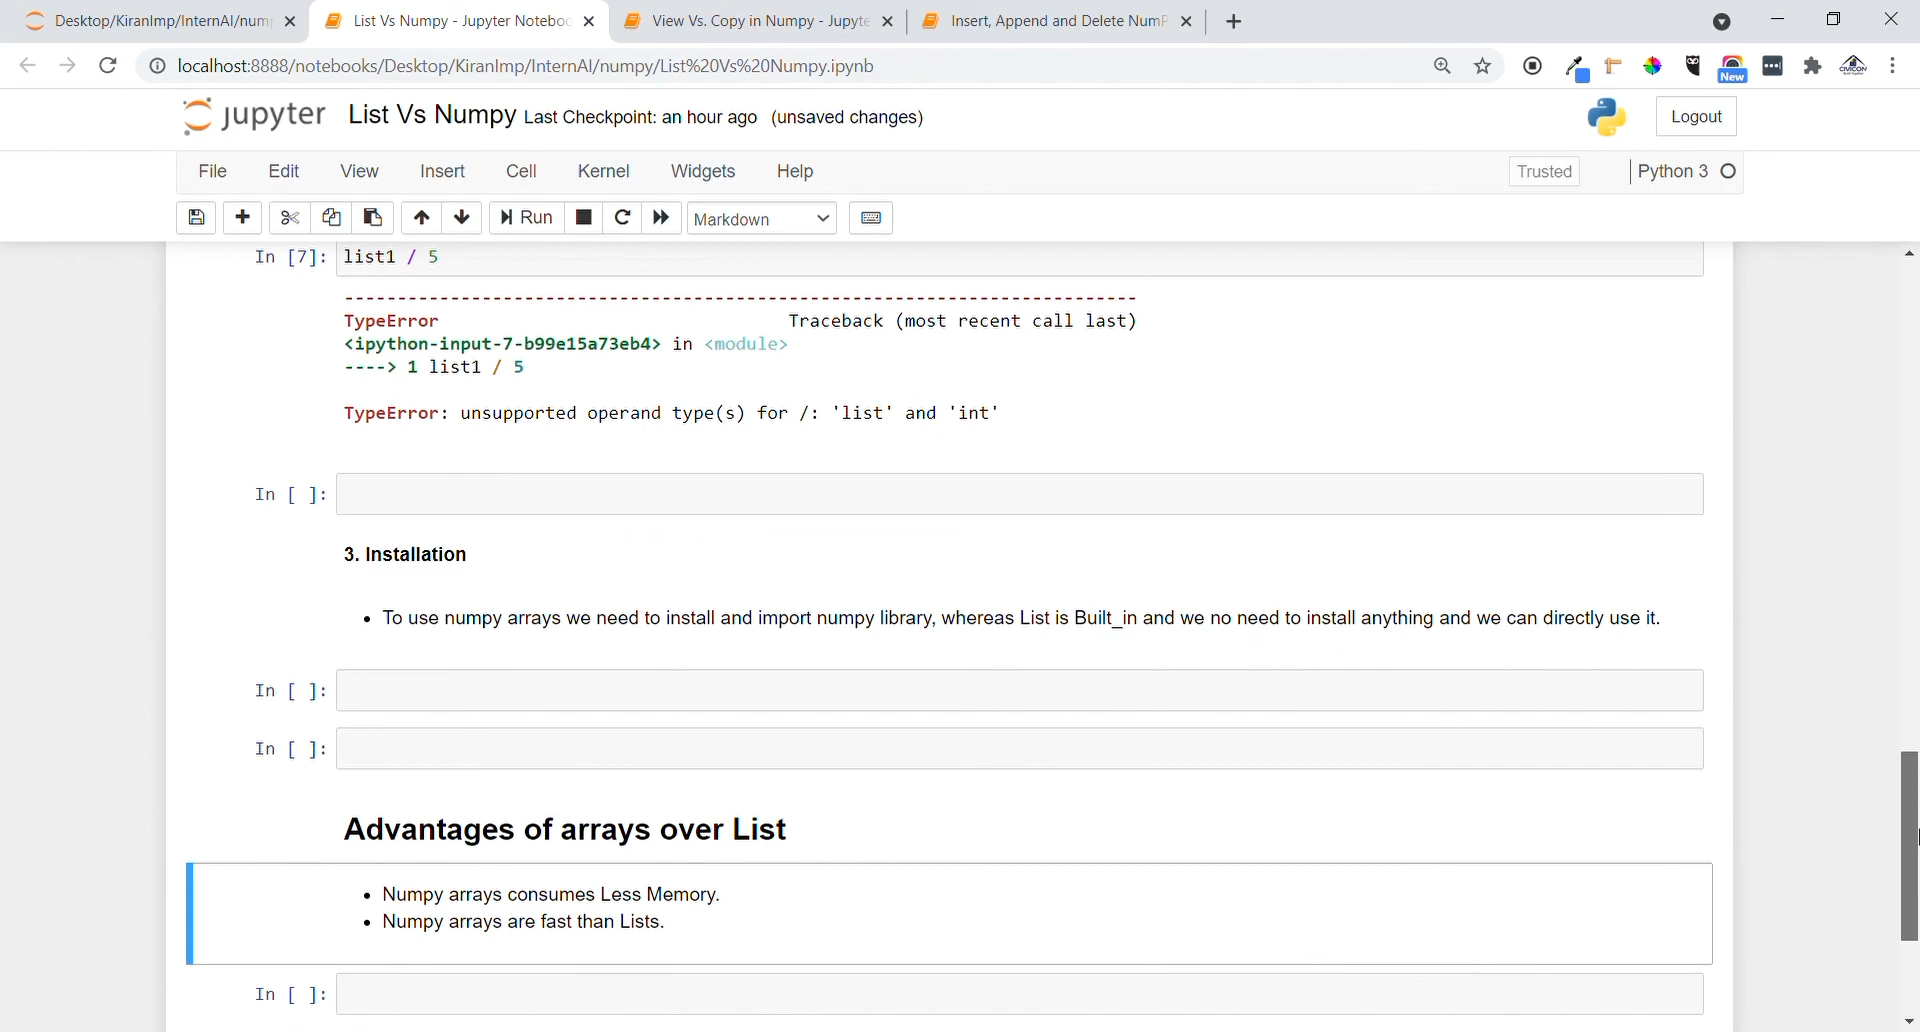 Desktop/KiranImp/InternAI/num
List Vs Numpy - Jupyter Noteboo
View Vs. Copy in Numpy - Jupyte
Insert, Append and Delete NumP
localhost:8888/notebooks/Desktop/KiranImp/InternAI/numpy/List%20Vs%20Numpy.ipynb
New
CIVICON
jupyter List Vs Numpy Last Checkpoint: an hour ago (unsaved changes)
Logout
File Edit View Insert Cell Kernel Widgets Help
Trusted
Python 3
Run
Markdown
In [7]: list1 / 5
---------------------------------------------------------------------------
TypeError Traceback (most recent call last)
<ipython-input-7-b99e15a73eb4> in <module>
----> 1 list1 / 5
TypeError: unsupported operand type(s) for /: 'list' and 'int'
In [ ]:
3. Installation
• To use numpy arrays we need to install and import numpy library, whereas List is Built_in and we no need to install anything and we can directly use it.
In [ ]:
In [ ]:
Advantages of arrays over List
• Numpy arrays consumes Less Memory.
• Numpy arrays are fast than Lists.
In [ ]: